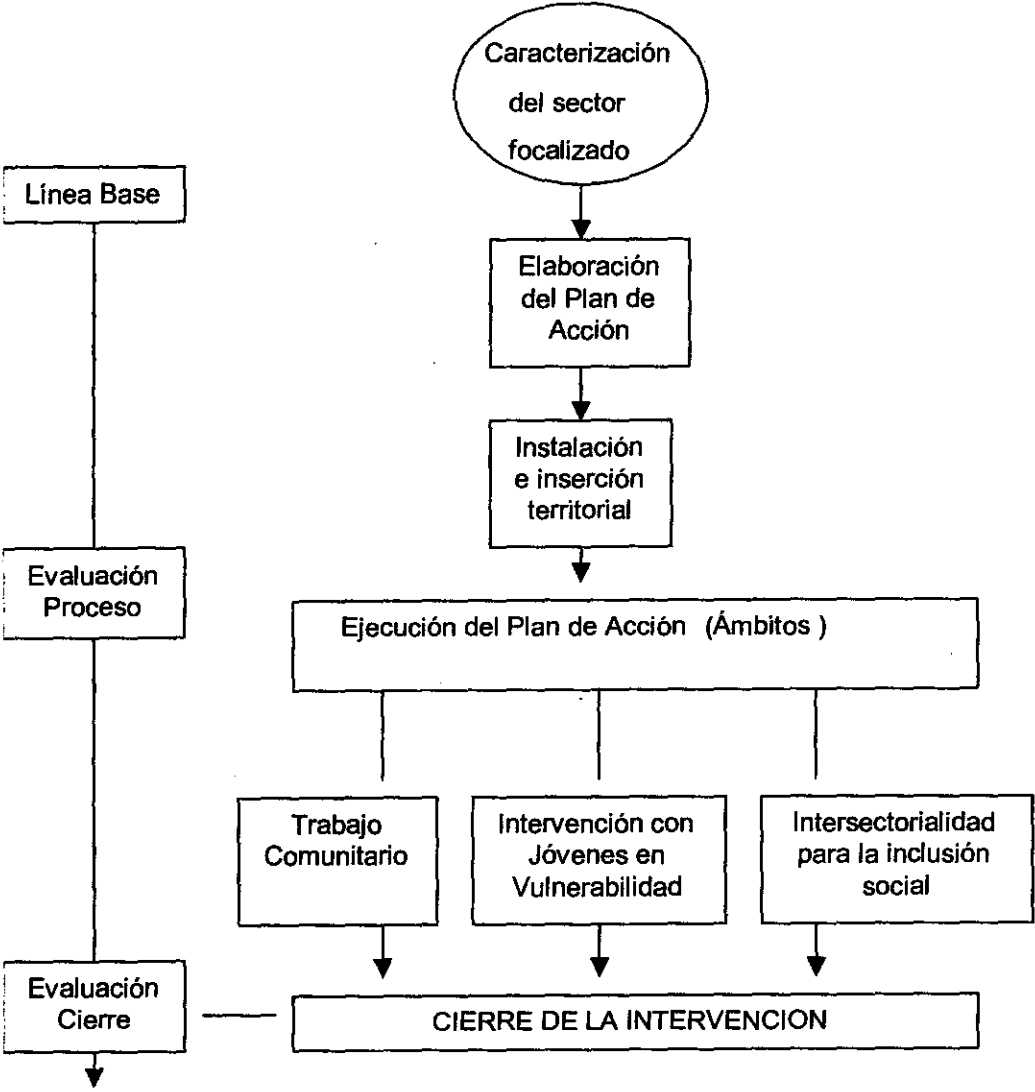 Caracterización
del sector
focalizado
Línea Base
Elaboración
del Plan de
Acción
Instalación
e inserción
territorial
Evaluación
Proceso
Ejecución del Plan de Acción (Ámbitos )
Trabajo
Comunitario
Intervención con
Jóvenes en
Vulnerabilidad
Intersectorialidad
para la inclusión
social
Evaluación
Cierre
CIERRE DE LA INTERVENCION